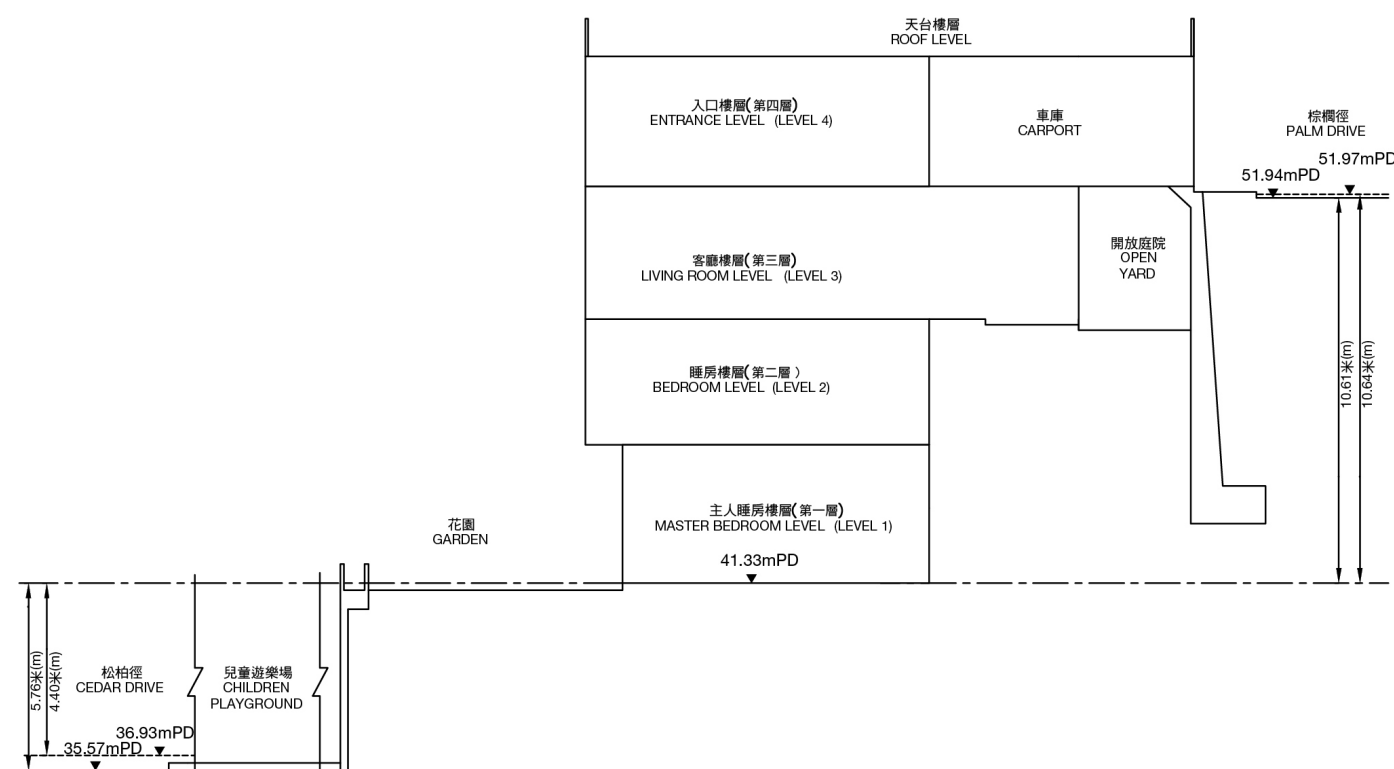 天台樓層
ROOF LEVEL
入口樓層(第四層)
ENTRANCE LEVEL (LEVEL 4)
車庫
CARPORT
棕櫚徑
PALM DRIVE
51.97mPD
51.94mPD
客廳樓層(第三層)
LIVING ROOM LEVEL (LEVEL 3)
開放庭院
OPEN
YARD
睡房樓層(第二層)
BEDROOM LEVEL (LEVEL 2)
10.61米(m)
10.64米(m)
主人睡房樓層(第一層)
MASTER BEDROOM LEVEL (LEVEL 1)
41.33mPD
花園
GARDEN
5.76米(m)
4.40米(m)
松柏徑
CEDAR DRIVE
兒童遊樂場
CHILDREN
PLAYGROUND
36.93mPD
35.57mPD